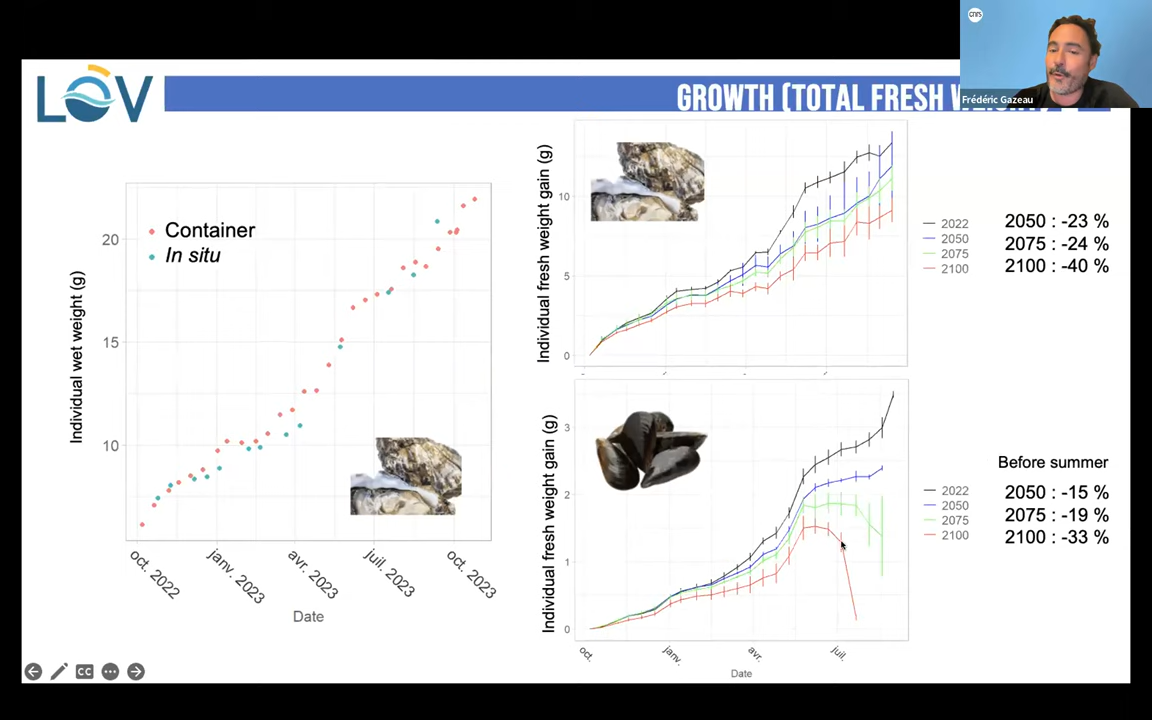 cnrs
Frédéric Gazeau
LOV
GROWTH (TOTAL FRESH
Individual wet weight (g)
20
15
10
Container
In situ
oct. 2022
janv. 2023
avr. 2023
juil. 2023
oct. 2023
Date
Individual fresh weight gain (g)
10
5
0
2022
2050
2075
2100
2050 : -23 %
2075 : -24 %
2100 : -40 %
Individual fresh weight gain (g)
3
2
1
0
oct.
janv.
avr.
juil.
Date
2022
2050
2075
2100
Before summer
2050 : -15 %
2075 : -19 %
2100 : -33 %
CC